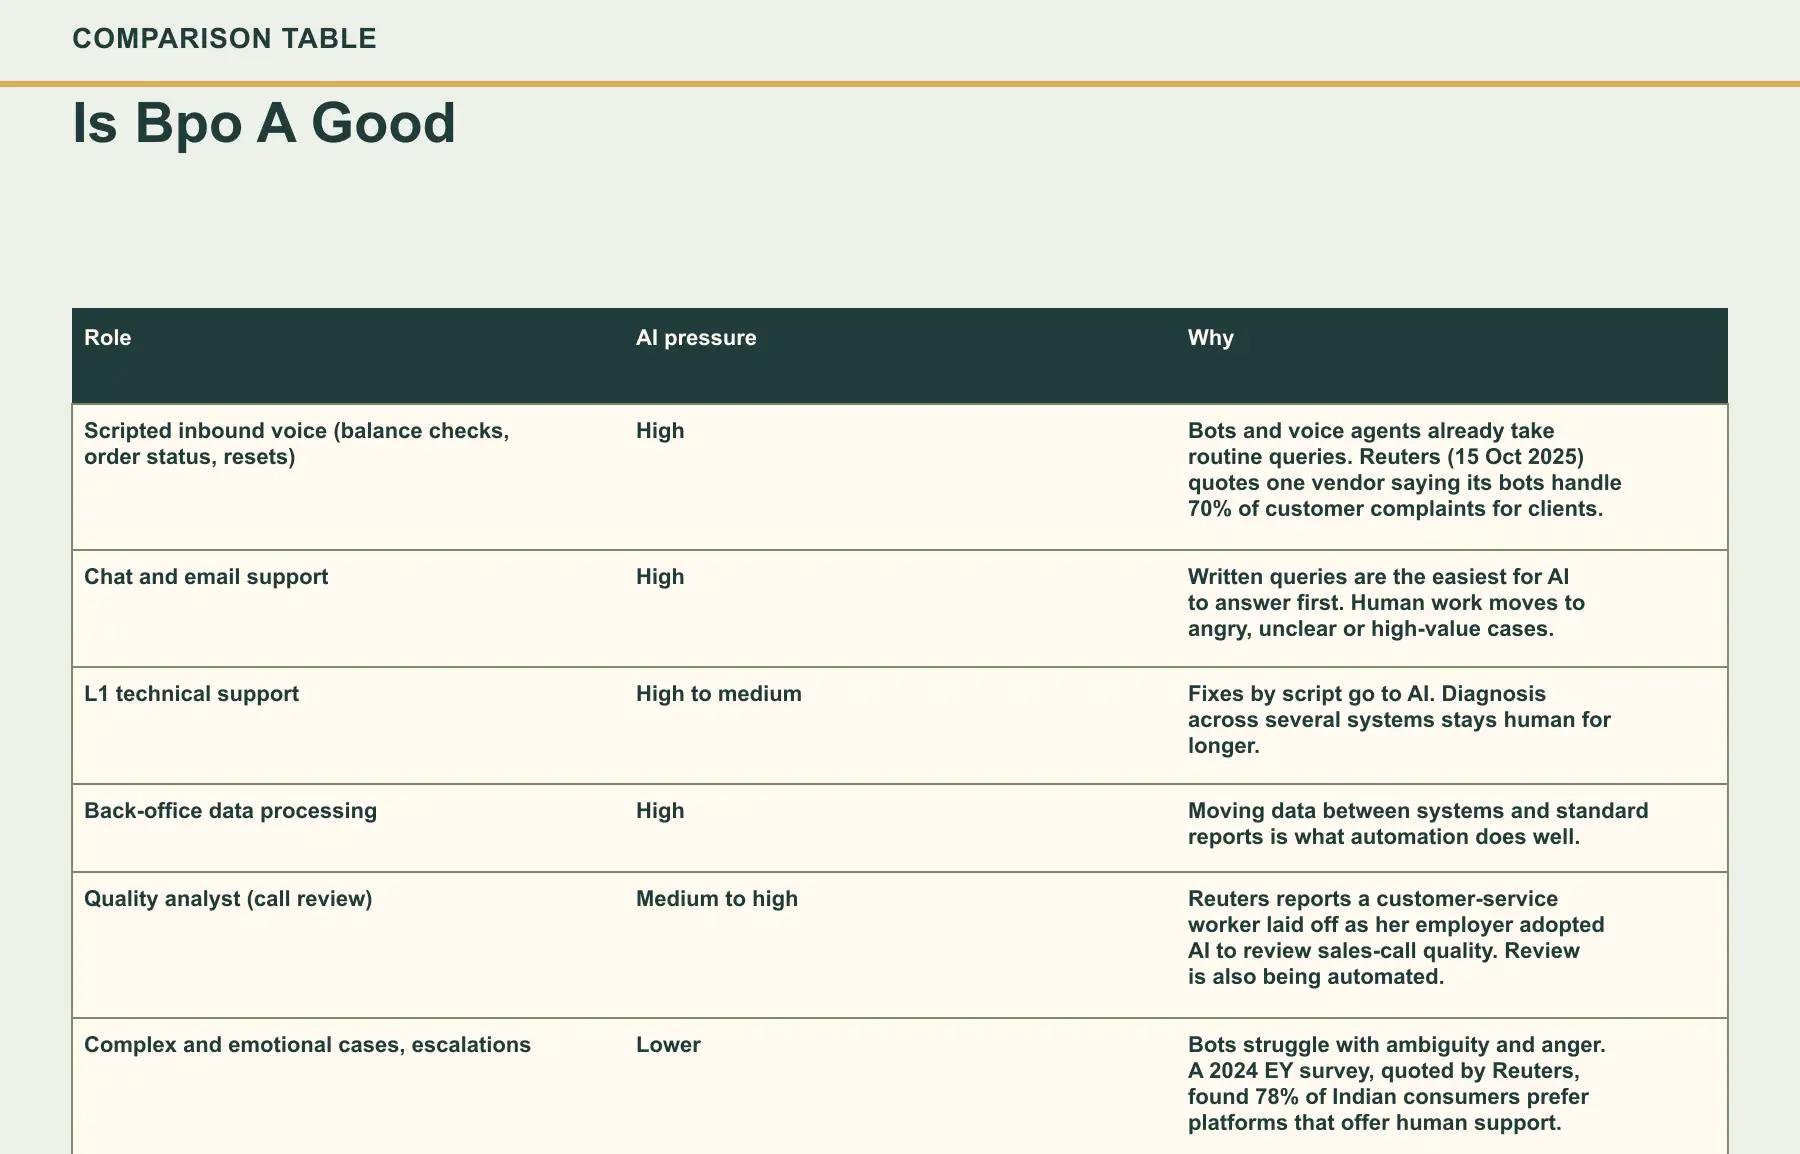 COMPARISON TABLE
Is Bpo A Good
Role
AI pressure
Why
Scripted inbound voice (balance checks,
order status, resets)
High
Bots and voice agents already take
routine queries. Reuters (15 Oct 2025)
quotes one vendor saying its bots handle
70% of customer complaints for clients.
Chat and email support
High
Written queries are the easiest for AI
to answer first. Human work moves to
angry, unclear or high-value cases.
L1 technical support
High to medium
Fixes by script go to AI. Diagnosis
across several systems stays human for
longer.
Back-office data processing
High
Moving data between systems and standard
reports is what automation does well.
Quality analyst (call review)
Medium to high
Reuters reports a customer-service
worker laid off as her employer adopted
AI to review sales-call quality. Review
is also being automated.
Complex and emotional cases, escalations
Lower
Bots struggle with ambiguity and anger.
A 2024 EY survey, quoted by Reuters,
found 78% of Indian consumers prefer
platforms that offer human support.